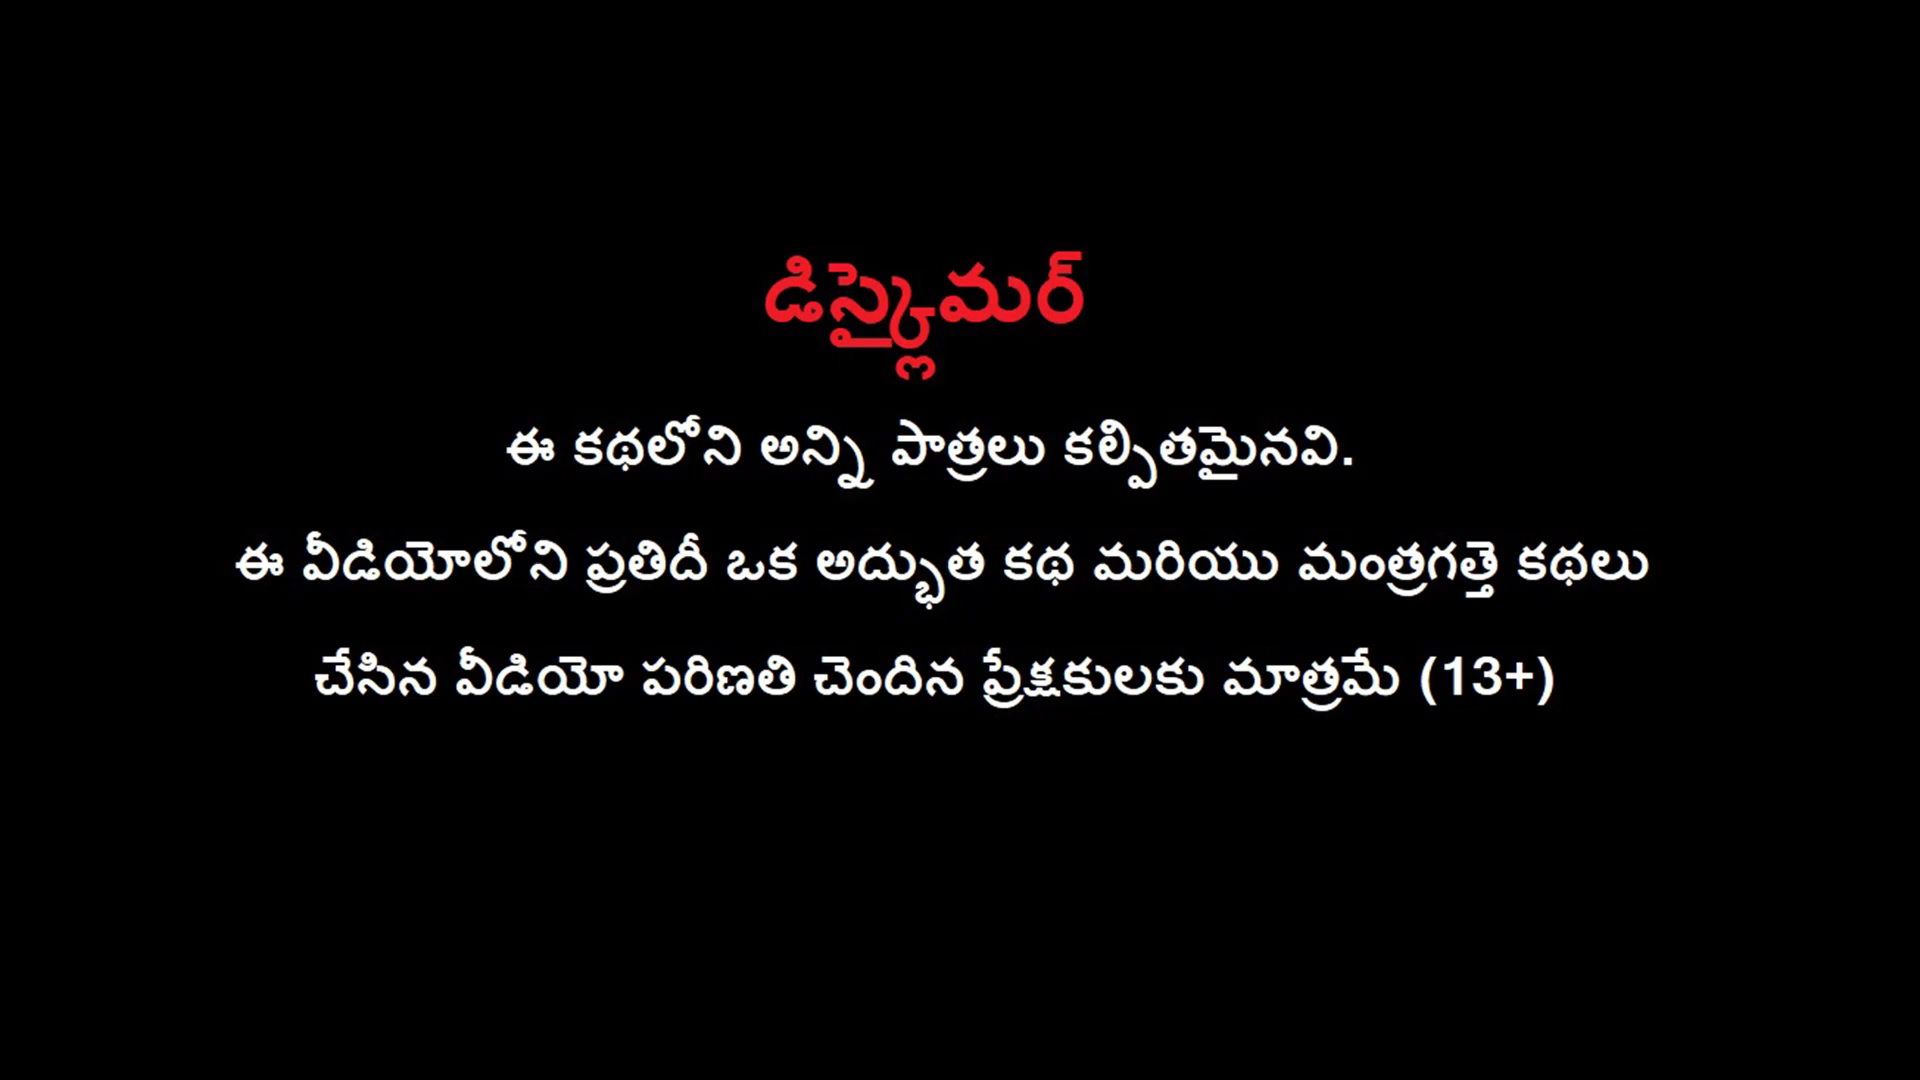 డిస్క్లైమర్
ఈ కథలోని అన్ని పాత్రలు కల్పితమైనవి.
ఈ వీడియోలోని ప్రతిదీ ఒక అద్భుత కథ మరియు మంత్రగత్తె కథలు
చేసిన వీడియో పరిణతి చెందిన ప్రేక్షకులకు మాత్రమే (13+)